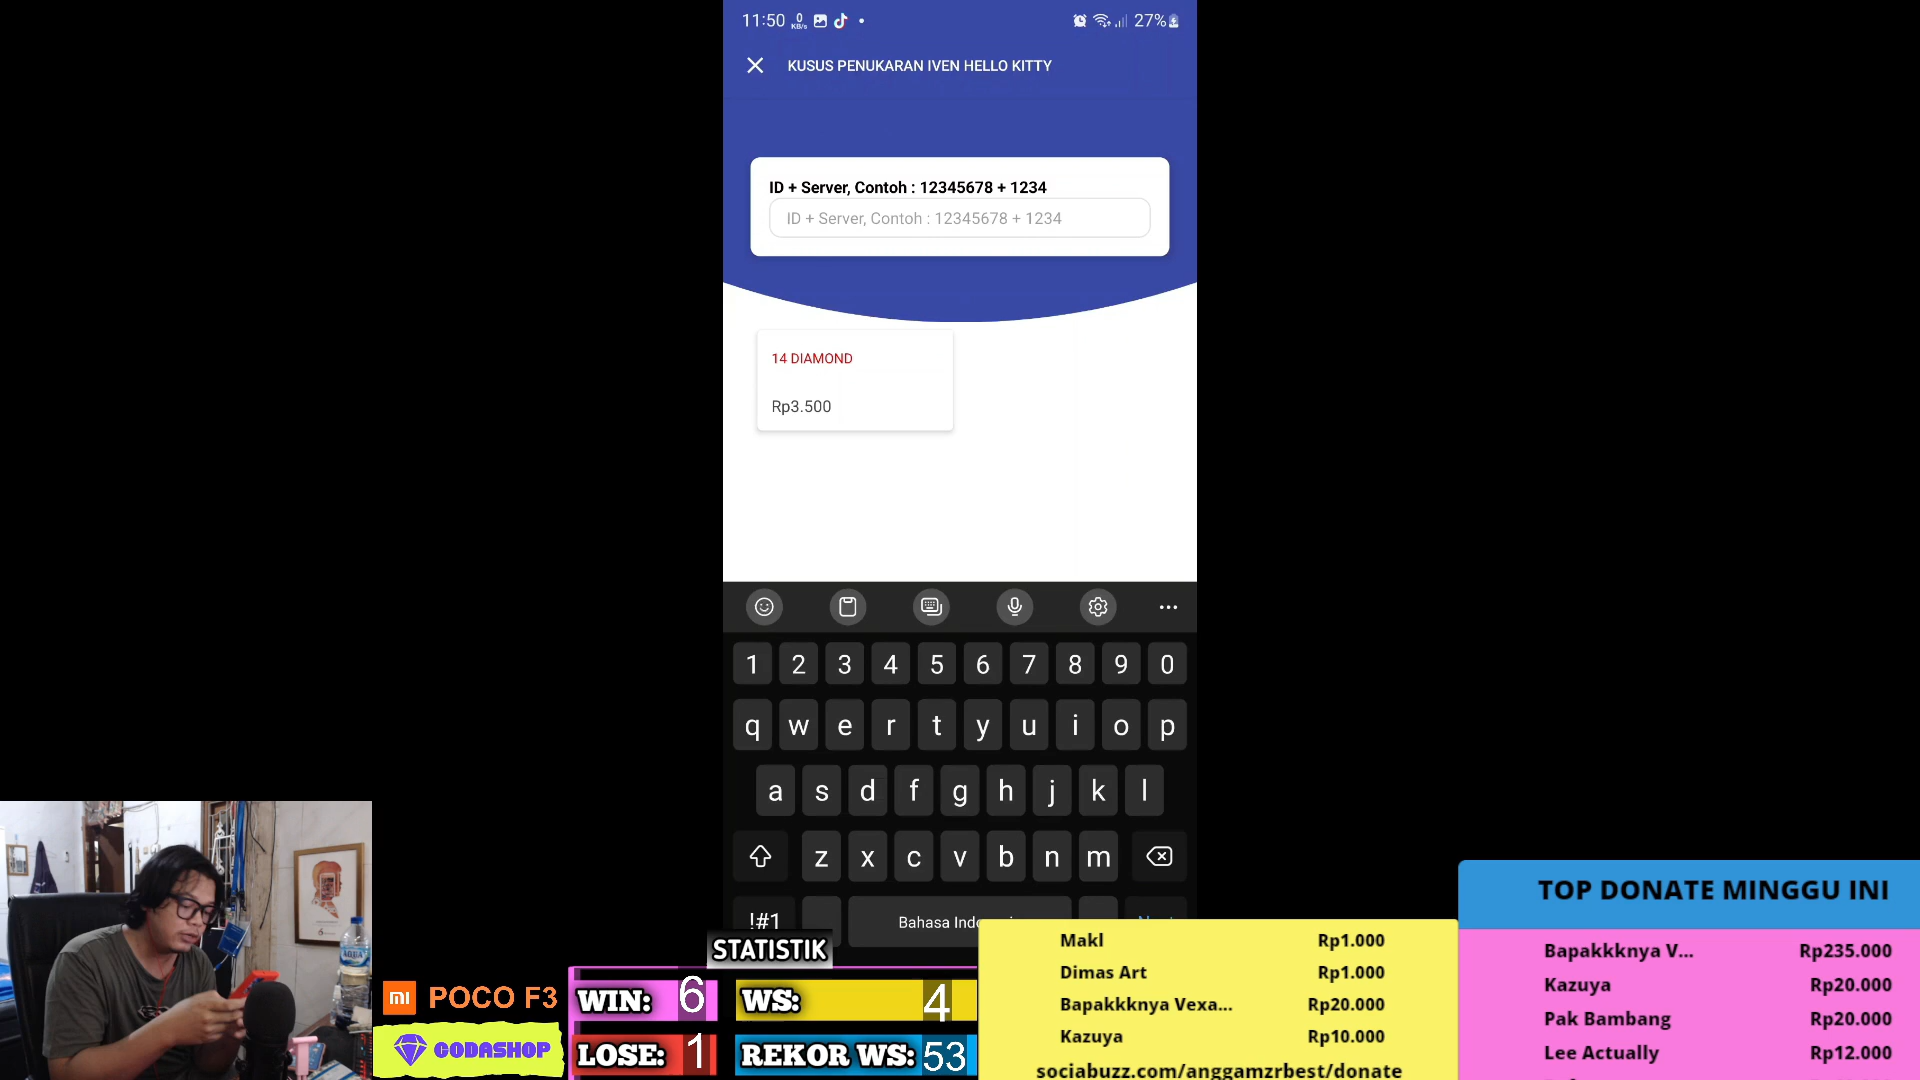 11:50 0 KB/s 27%
KUSUS PENUKARAN IVEN HELLO KITTY
ID + Server, Contoh : 12345678 + 1234
ID + Server, Contoh : 12345678 + 1234
14 DIAMOND
Rp3.500
1 2 3 4 5 6 7 8 9 0
q w e r t y u i o p
a s d f g h j k l
z x c v b n m
!#1
STATISTIK
mi POCO F3
CODASHOP
WIN: 6
WS: 4
LOSE: 1
REKOR WS: 53
Makl Rp1.000
Dimas Art Rp1.000
Bapakkknya Vexa... Rp20.000
Kazuya Rp10.000
sociabuzz.com/anggamzrbest/donate
TOP DONATE MINGGU INI
Bapakkknya V... Rp235.000
Kazuya Rp20.000
Pak Bambang Rp20.000
Lee Actually Rp12.000